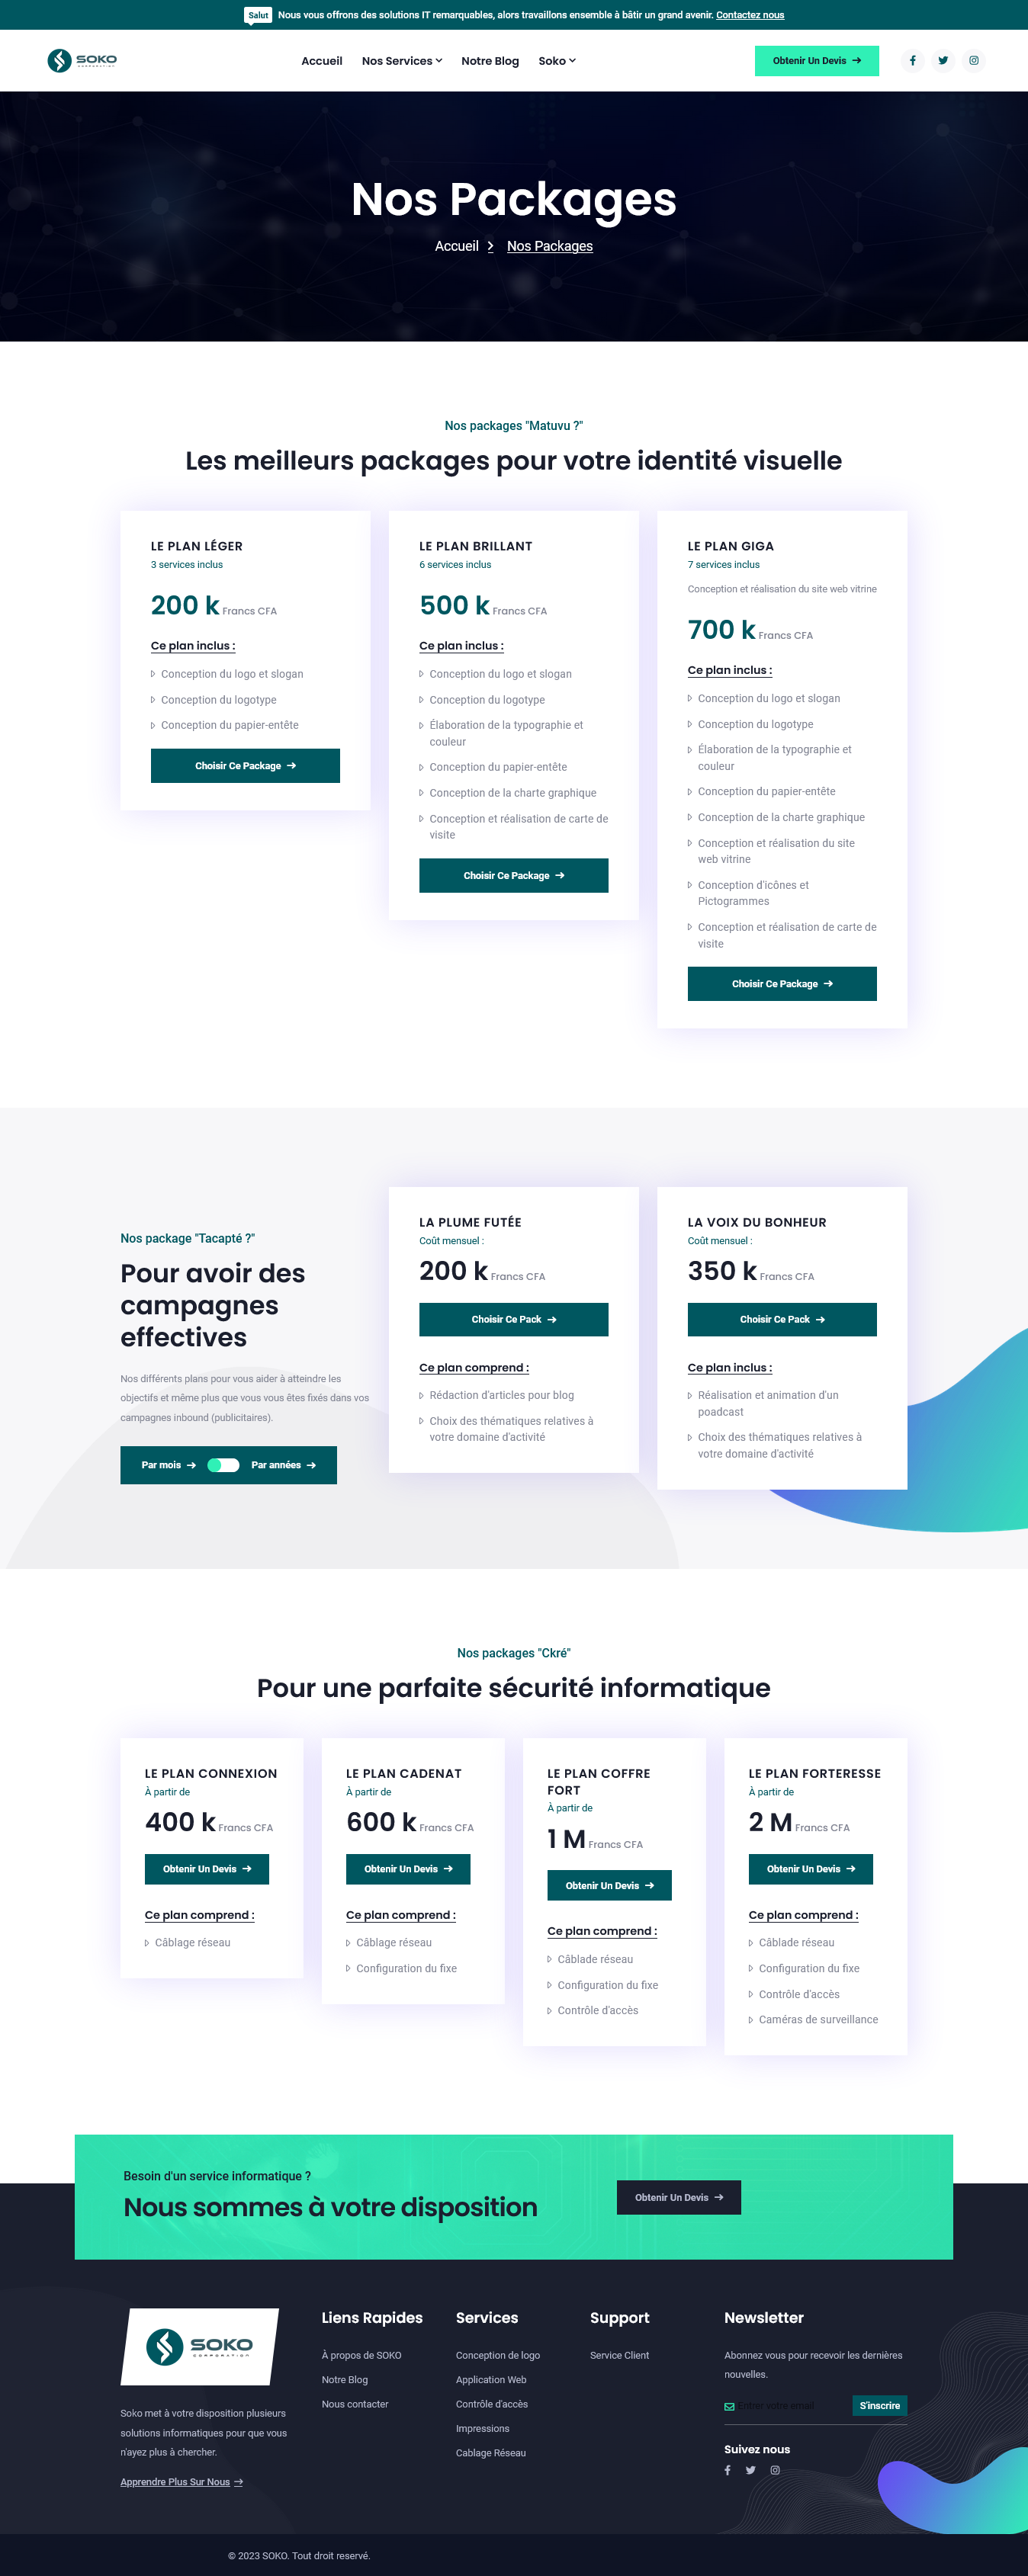 Salut Nous vous offrons des solutions IT remarquables, alors travaillons ensemble à bâtir un grand avenir. Contactez nous
SOKO
CORPORATION
Accueil Nos Services Notre Blog Soko
Obtenir Un Devis
Nos Packages
Accueil Nos Packages
Nos packages "Matuvu ?"
Les meilleurs packages pour votre identité visuelle
LE PLAN LÉGER
3 services inclus
200 k Francs CFA
Ce plan inclus :
Conception du logo et slogan
Conception du logotype
Conception du papier-entête
Choisir Ce Package
LE PLAN BRILLANT
6 services inclus
500 k Francs CFA
Ce plan inclus :
Conception du logo et slogan
Conception du logotype
Élaboration de la typographie et
couleur
Conception du papier-entête
Conception de la charte graphique
Conception et réalisation de carte de
visite
Choisir Ce Package
LE PLAN GIGA
7 services inclus
Conception et réalisation du site web vitrine
700 k Francs CFA
Ce plan inclus :
Conception du logo et slogan
Conception du logotype
Élaboration de la typographie et
couleur
Conception du papier-entête
Conception de la charte graphique
Conception et réalisation du site
web vitrine
Conception d'icônes et
Pictogrammes
Conception et réalisation de carte de
visite
Choisir Ce Package
Nos package "Tacapté ?"
Pour avoir des
campagnes
effectives
Nos différents plans pour vous aider à atteindre les
objectifs et même plus que vous vous êtes fixés dans vos
campagnes inbound (publicitaires).
Par mois Par années
LA PLUME FUTÉE
Coût mensuel :
200 k Francs CFA
Choisir Ce Pack
Ce plan comprend :
Rédaction d'articles pour blog
Choix des thématiques relatives à
votre domaine d'activité
LA VOIX DU BONHEUR
Coût mensuel :
350 k Francs CFA
Choisir Ce Pack
Ce plan inclus :
Réalisation et animation d'un
poadcast
Choix des thématiques relatives à
votre domaine d'activité
Nos packages "Ckré"
Pour une parfaite sécurité informatique
LE PLAN CONNEXION
À partir de
400 k Francs CFA
Obtenir Un Devis
Ce plan comprend :
Câblage réseau
LE PLAN CADENAT
À partir de
600 k Francs CFA
Obtenir Un Devis
Ce plan comprend :
Câblage réseau
Configuration du fixe
LE PLAN COFFRE
FORT
À partir de
1 M Francs CFA
Obtenir Un Devis
Ce plan comprend :
Câblade réseau
Configuration du fixe
Contrôle d'accès
LE PLAN FORTERESSE
À partir de
2 M Francs CFA
Obtenir Un Devis
Ce plan comprend :
Câblade réseau
Configuration du fixe
Contrôle d'accès
Caméras de surveillance
Besoin d'un service informatique ?
Nous sommes à votre disposition
Obtenir Un Devis
SOKO
CORPORATION
Soko met à votre disposition plusieurs
solutions informatiques pour que vous
n'ayez plus à chercher.
Apprendre Plus Sur Nous
Liens Rapides
À propos de SOKO
Notre Blog
Nous contacter
Services
Conception de logo
Application Web
Contrôle d'accès
Impressions
Cablage Réseau
Support
Service Client
Newsletter
Abonnez vous pour recevoir les dernières
nouvelles.
Entrer votre email
S'inscrire
Suivez nous
© 2023 SOKO. Tout droit reservé.